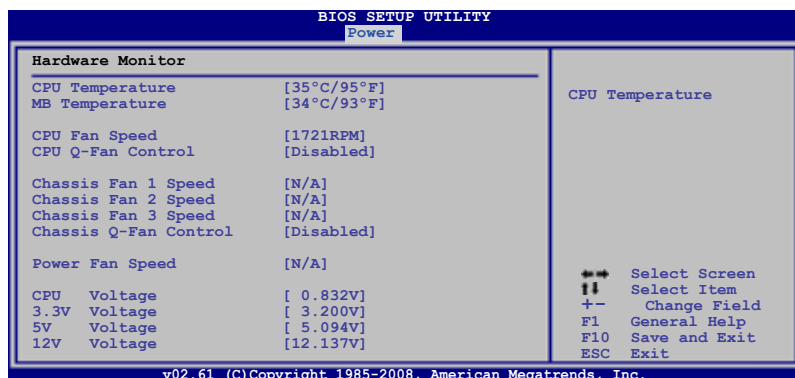 BIOS SETUP UTILITY
Power
Hardware Monitor
CPU Temperature [35°C/95°F]
MB Temperature [34°C/93°F]
CPU Fan Speed [1721RPM]
CPU Q-Fan Control [Disabled]
Chassis Fan 1 Speed [N/A]
Chassis Fan 2 Speed [N/A]
Chassis Fan 3 Speed [N/A]
Chassis Q-Fan Control [Disabled]
Power Fan Speed [N/A]
CPU Voltage [ 0.832V]
3.3V Voltage [ 3.200V]
5V Voltage [ 5.094V]
12V Voltage [12.137V]
CPU Temperature
←→ Select Screen
↑↓ Select Item
+- Change Field
F1 General Help
F10 Save and Exit
ESC Exit
v02.61 (C)Copyright 1985-2008, American Megatrends, Inc.